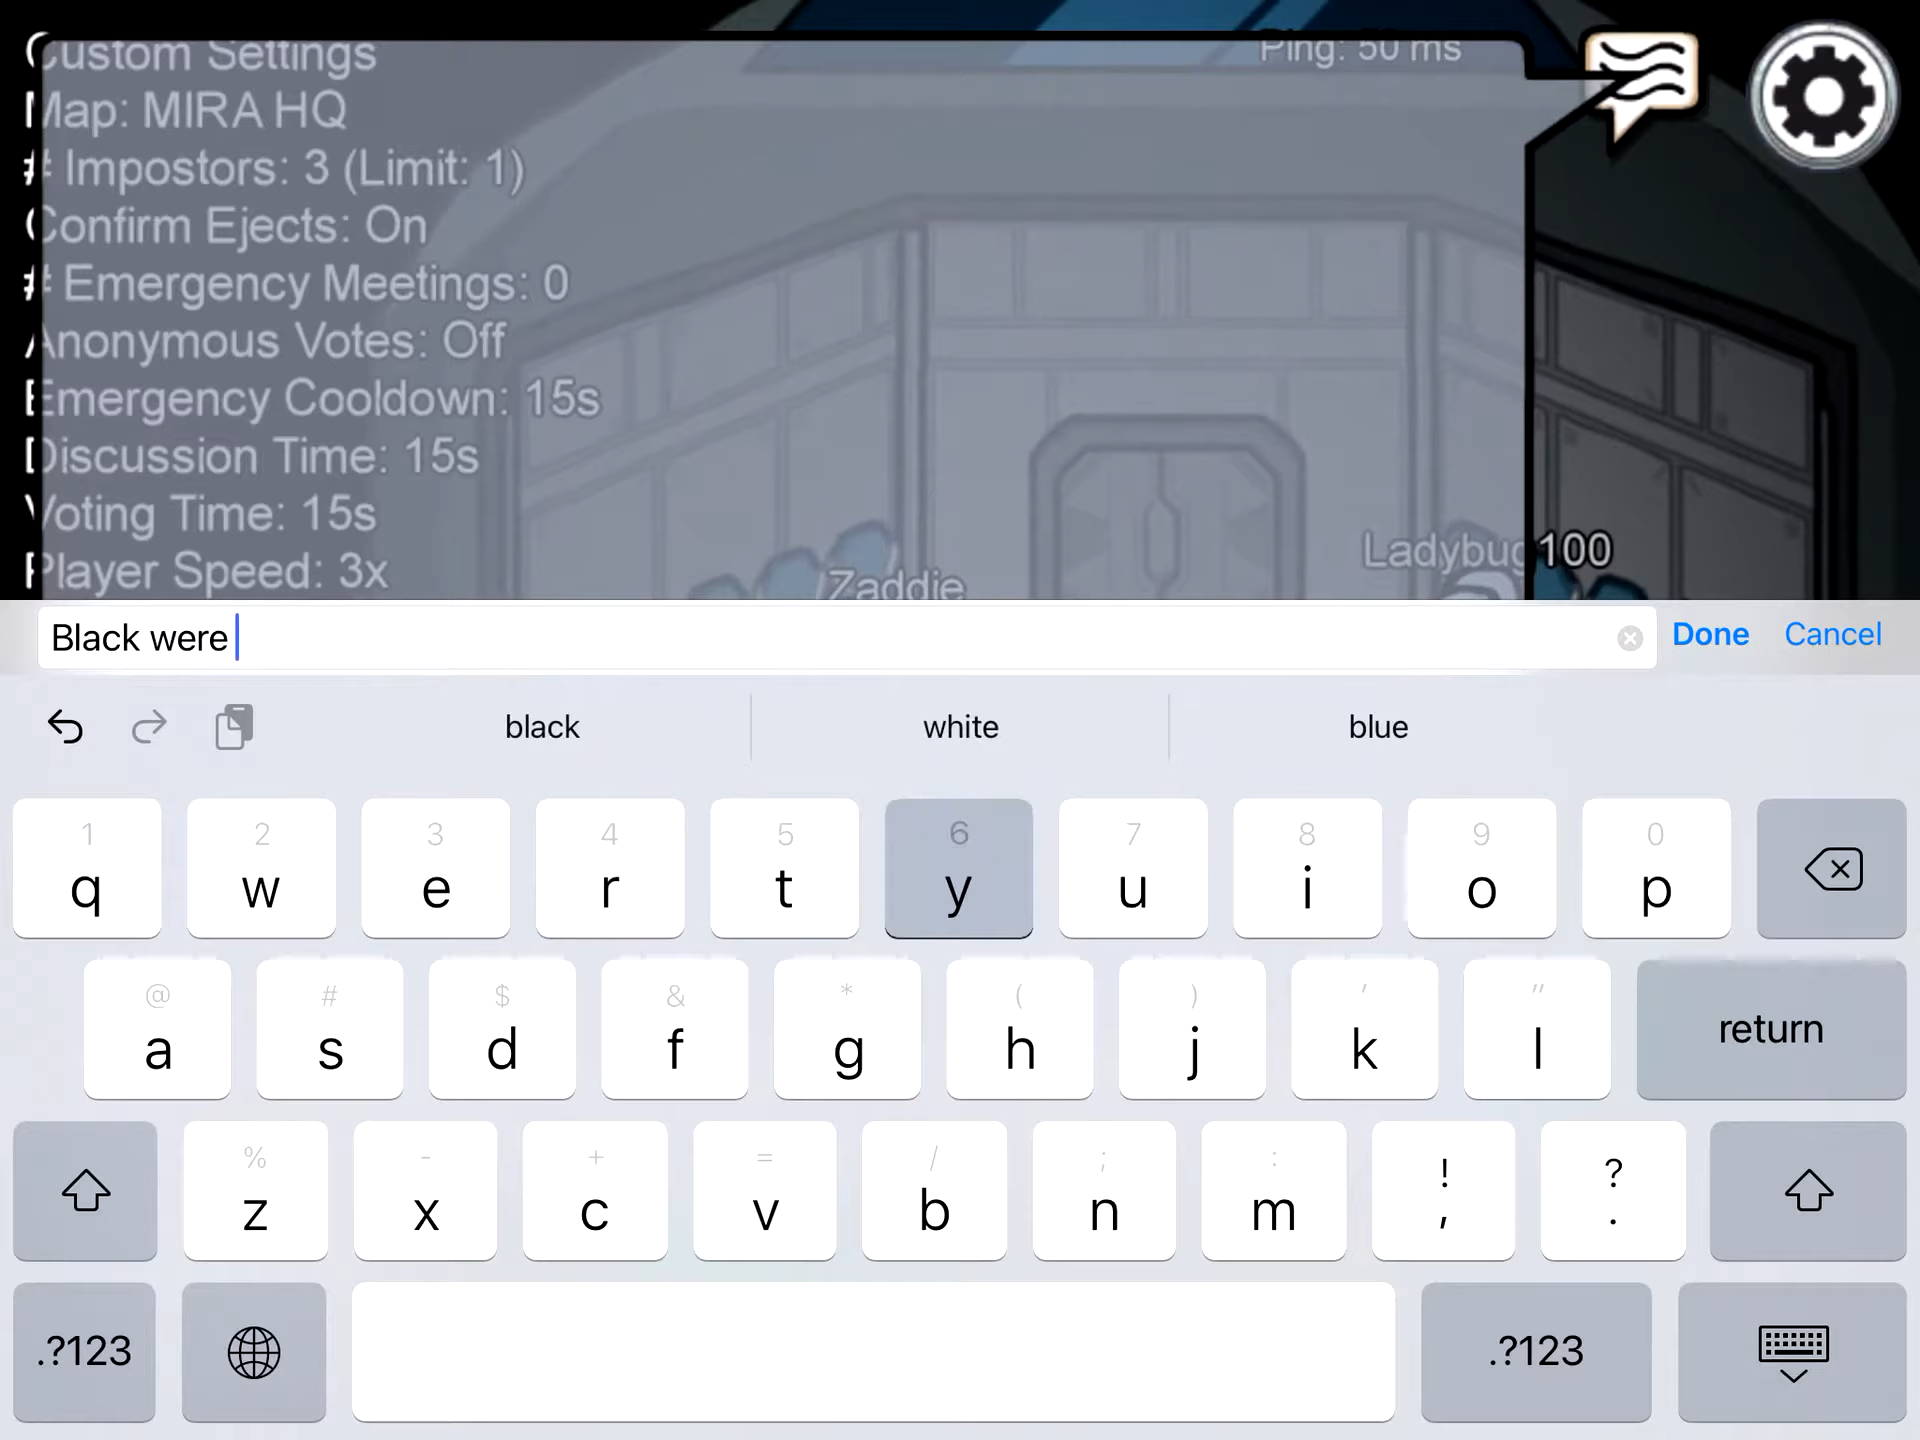 Custom Settings
Ping: 50 ms
Map: MIRA HQ
# Impostors: 3 (Limit: 1)
Confirm Ejects: On
# Emergency Meetings: 0
Anonymous Votes: Off
Emergency Cooldown: 15s
Discussion Time: 15s
Voting Time: 15s
Player Speed: 3x
Ladybug100
Zaddie
Black were
Done Cancel
black white blue
1 2 3 4 5 6 7 8 9 0
q w e r t y u i o p
@ # $ & * ( ) ' "
a s d f g h j k l return
% - + = / ; : ! ?
z x c v b n m , .
.?123 .?123